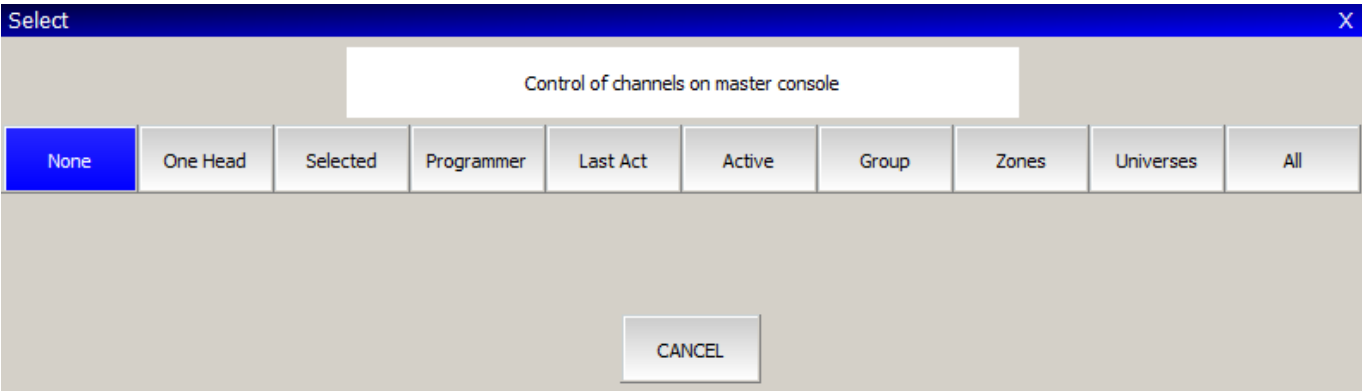 Select X
Control of channels on master console
None One Head Selected Programmer Last Act Active Group Zones Universes All
CANCEL